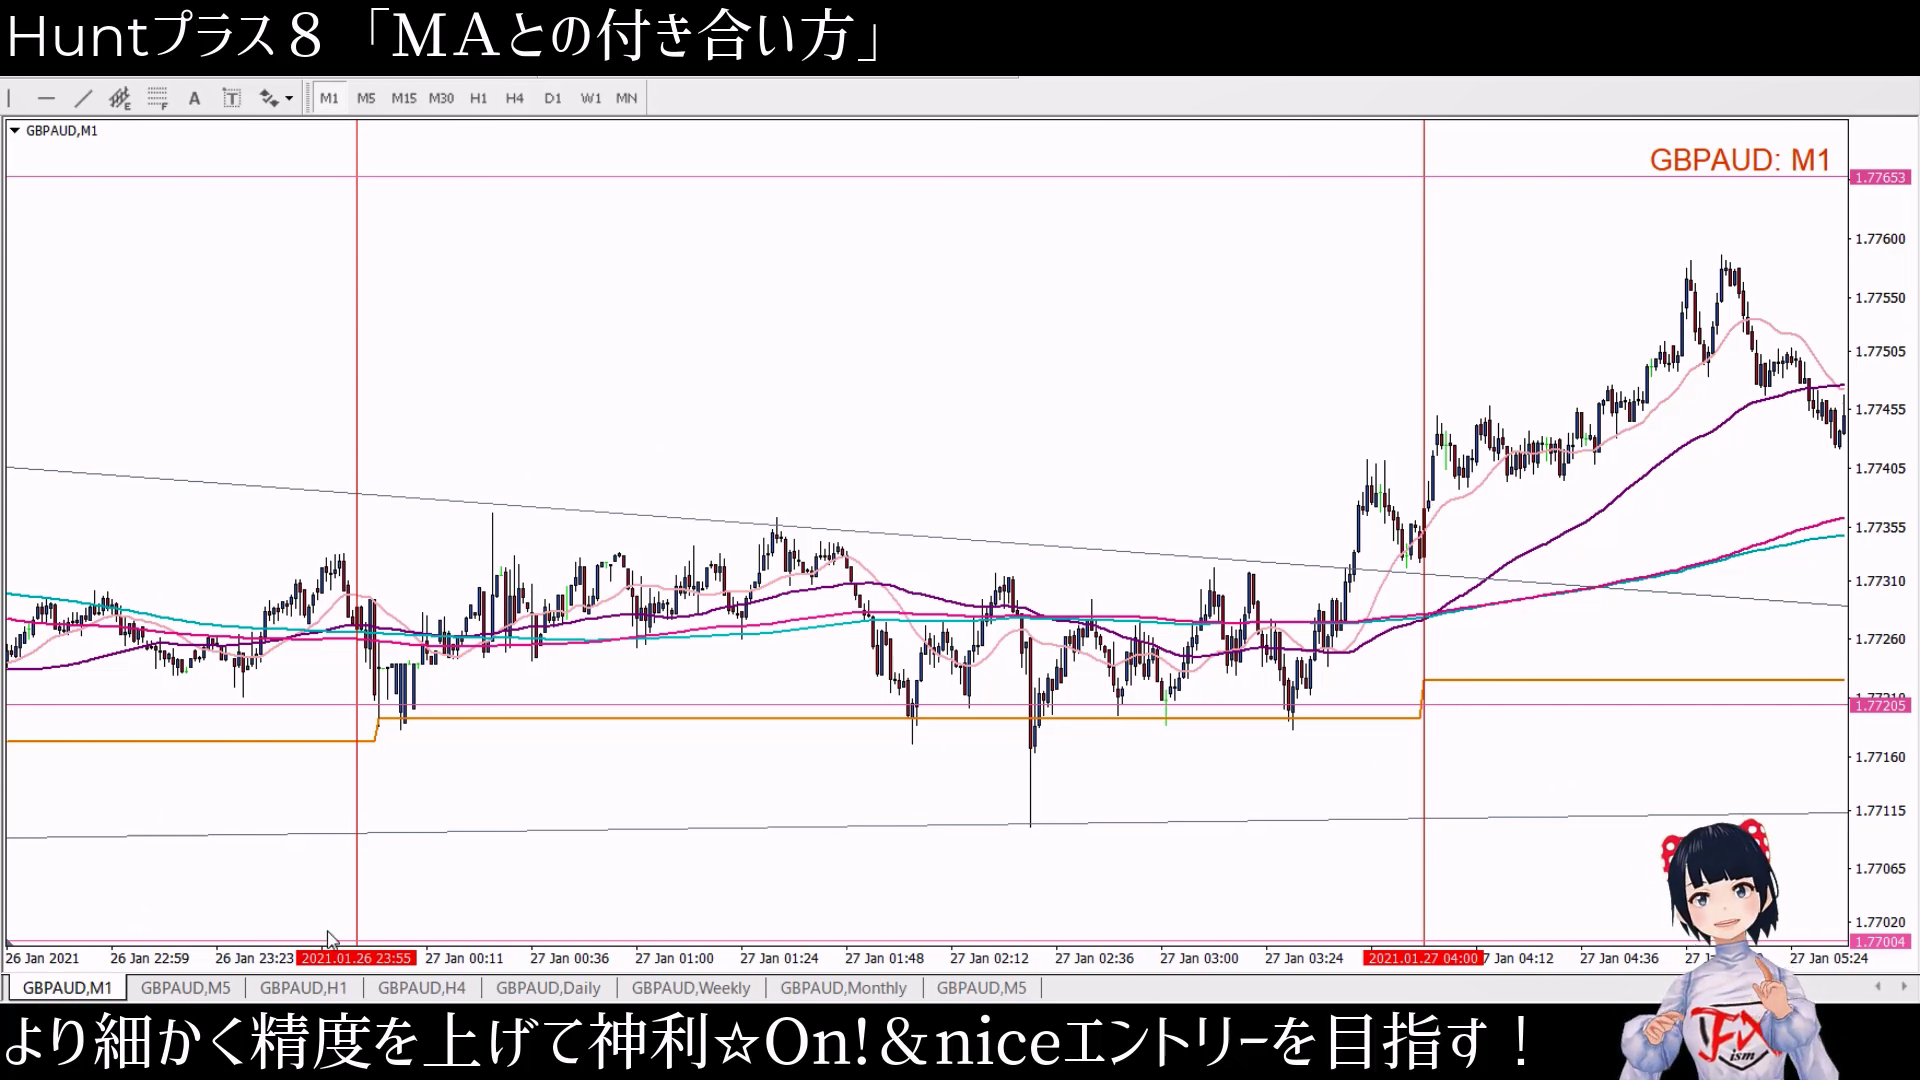 Huntプラス８「ＭＡとの付き合い方」
A T M1 M5 M15 M30 H1 H4 D1 W1 MN
GBPAUD,M1
GBPAUD: M1
1.77653
1.77600
1.77550
1.77505
1.77455
1.77405
1.77355
1.77310
1.77260
1.77205
1.77160
1.77115
1.77065
1.77020
1.77004
26 Jan 2021 26 Jan 22:59 26 Jan 23:23 2021.01.26 23:55 27 Jan 00:11 27 Jan 00:36 27 Jan 01:00 27 Jan 01:24 27 Jan 01:48 27 Jan 02:12 27 Jan 02:36 27 Jan 03:00 27 Jan 03:24 2021.01.27 04:00 7 Jan 04:12 27 Jan 04:36 27 Jan 05:24
GBPAUD,M1 GBPAUD,M5 GBPAUD,H1 GBPAUD,H4 GBPAUD,Daily GBPAUD,Weekly GBPAUD,Monthly GBPAUD,M5
JFX
ism
より細かく精度を上げて神利☆On!＆niceエントリーを目指す！